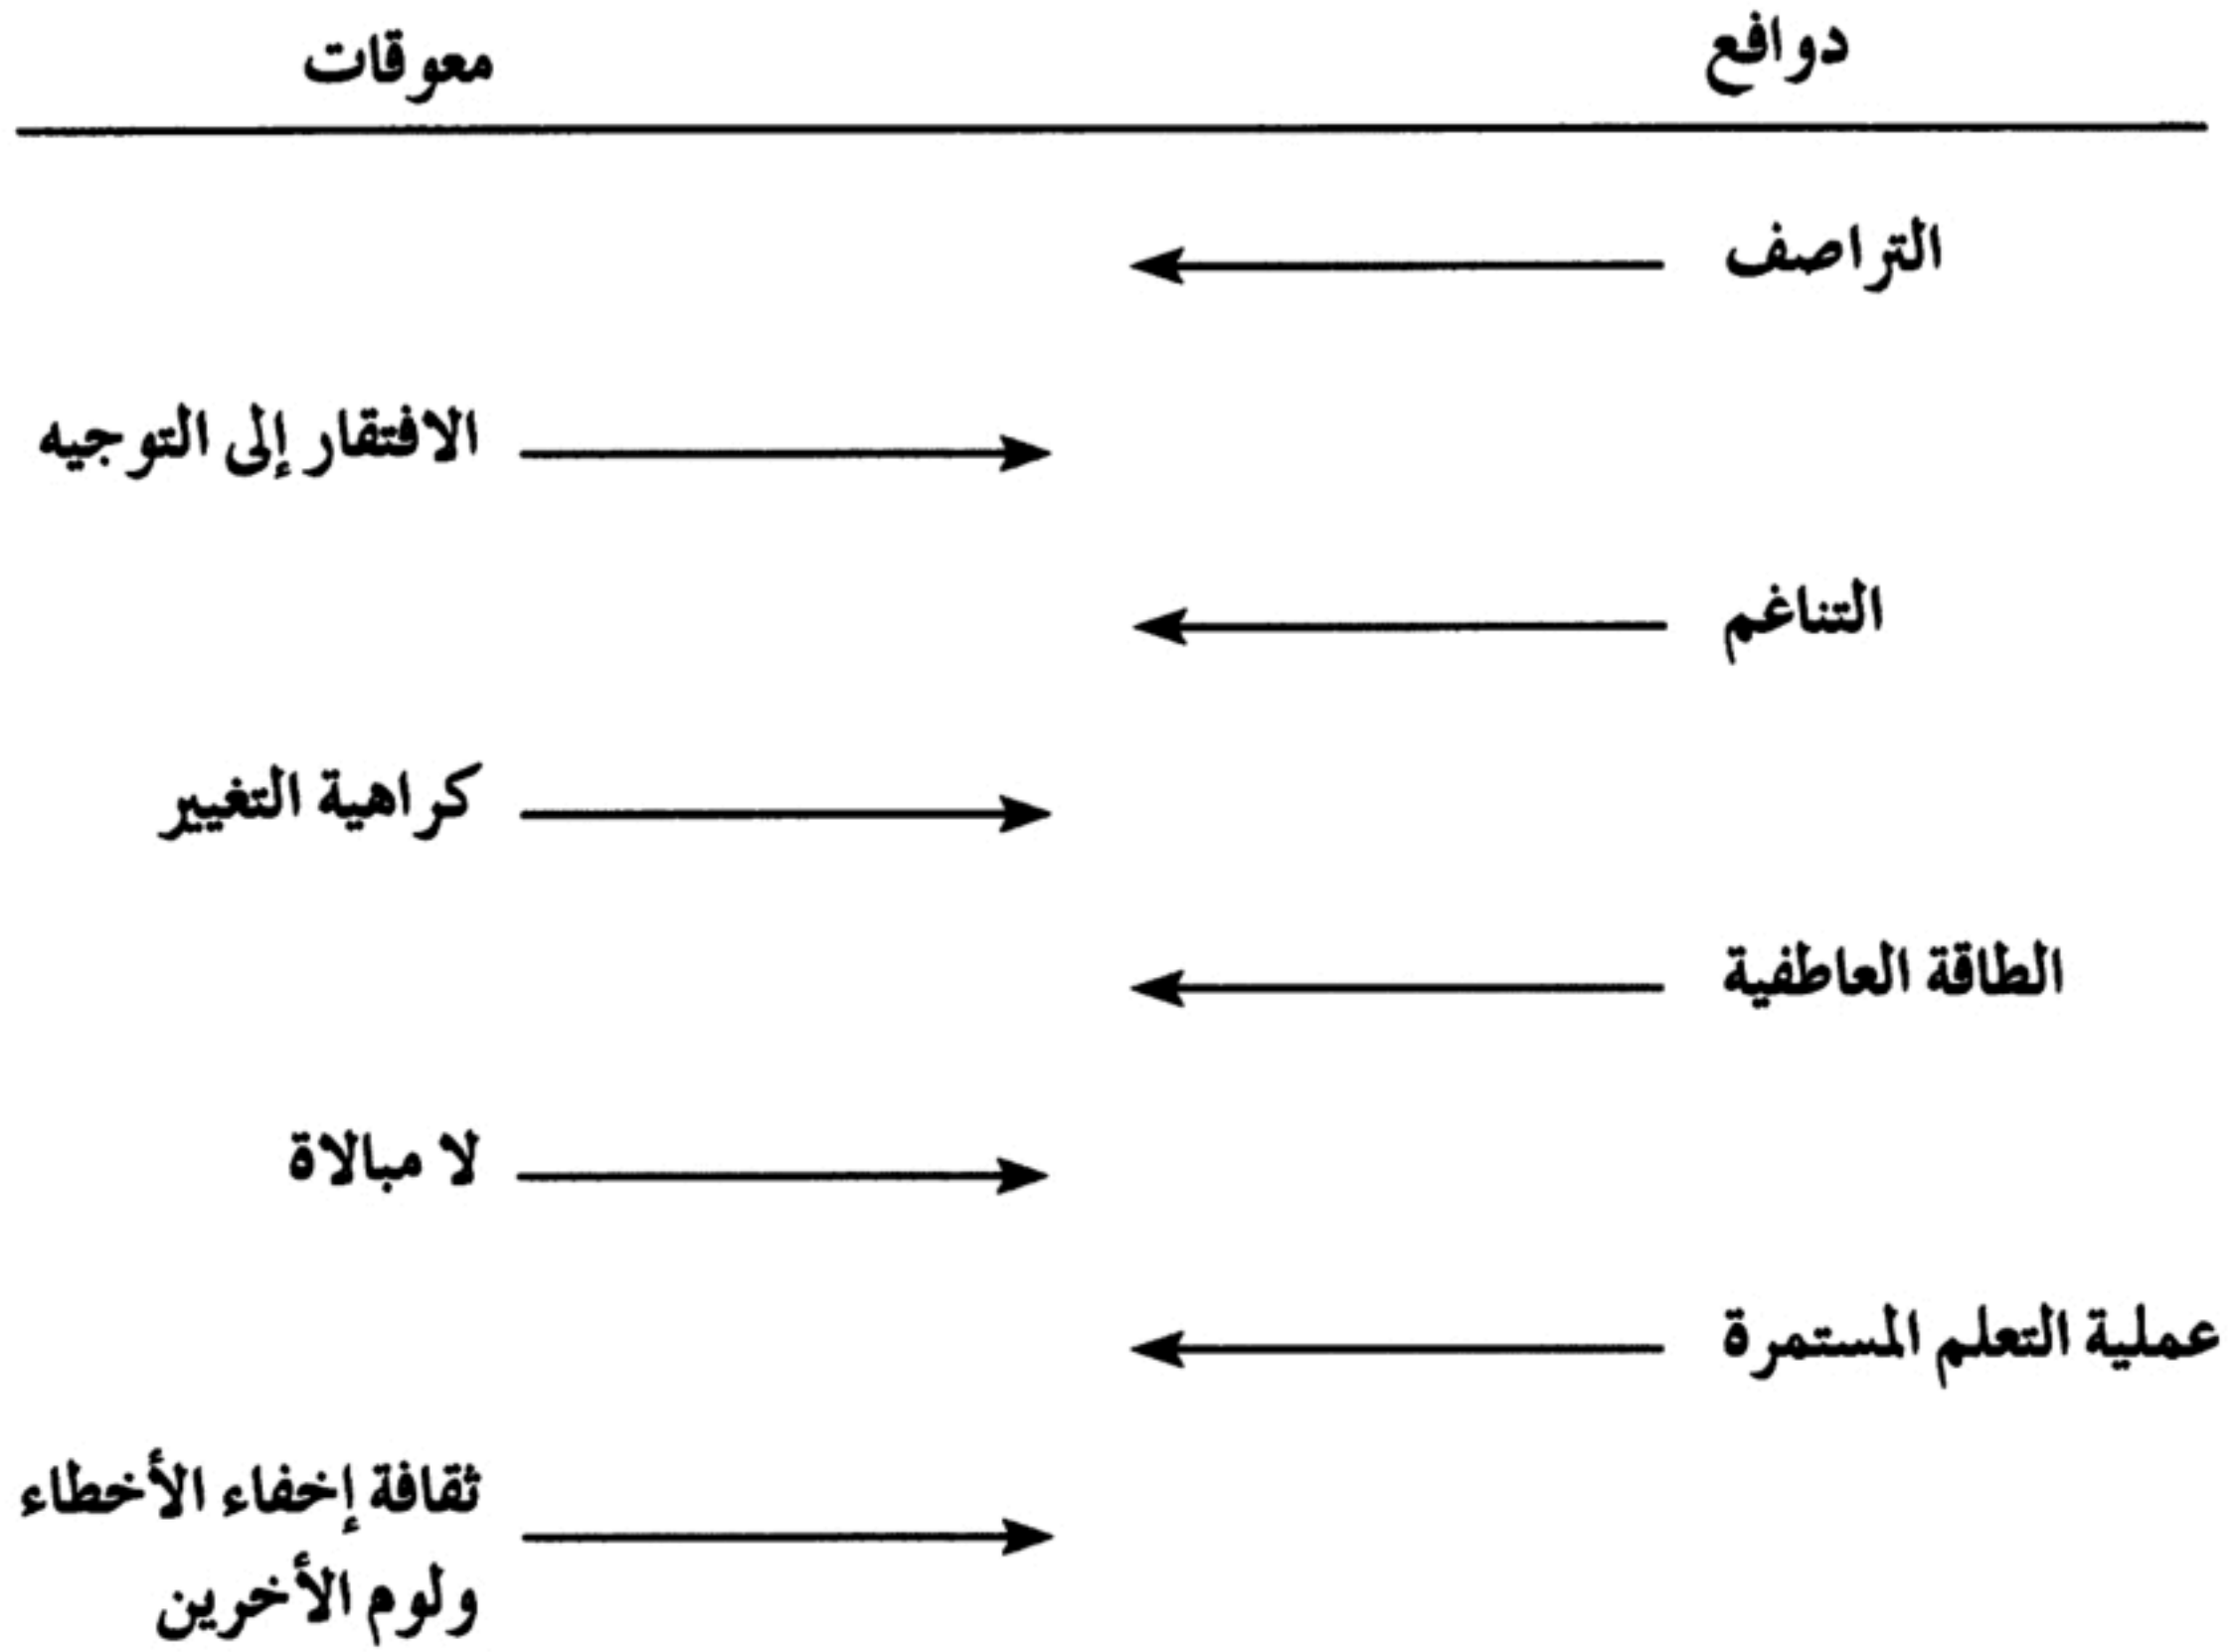 دوافع
معوقات
التراصف
الافتقار إلى التوجيه
التناغم
كراهية التغيير
الطاقة العاطفية
لا مبالاة
عملية التعلم المستمرة
ثقافة إخفاء الأخطاء
ولوم الأخرين